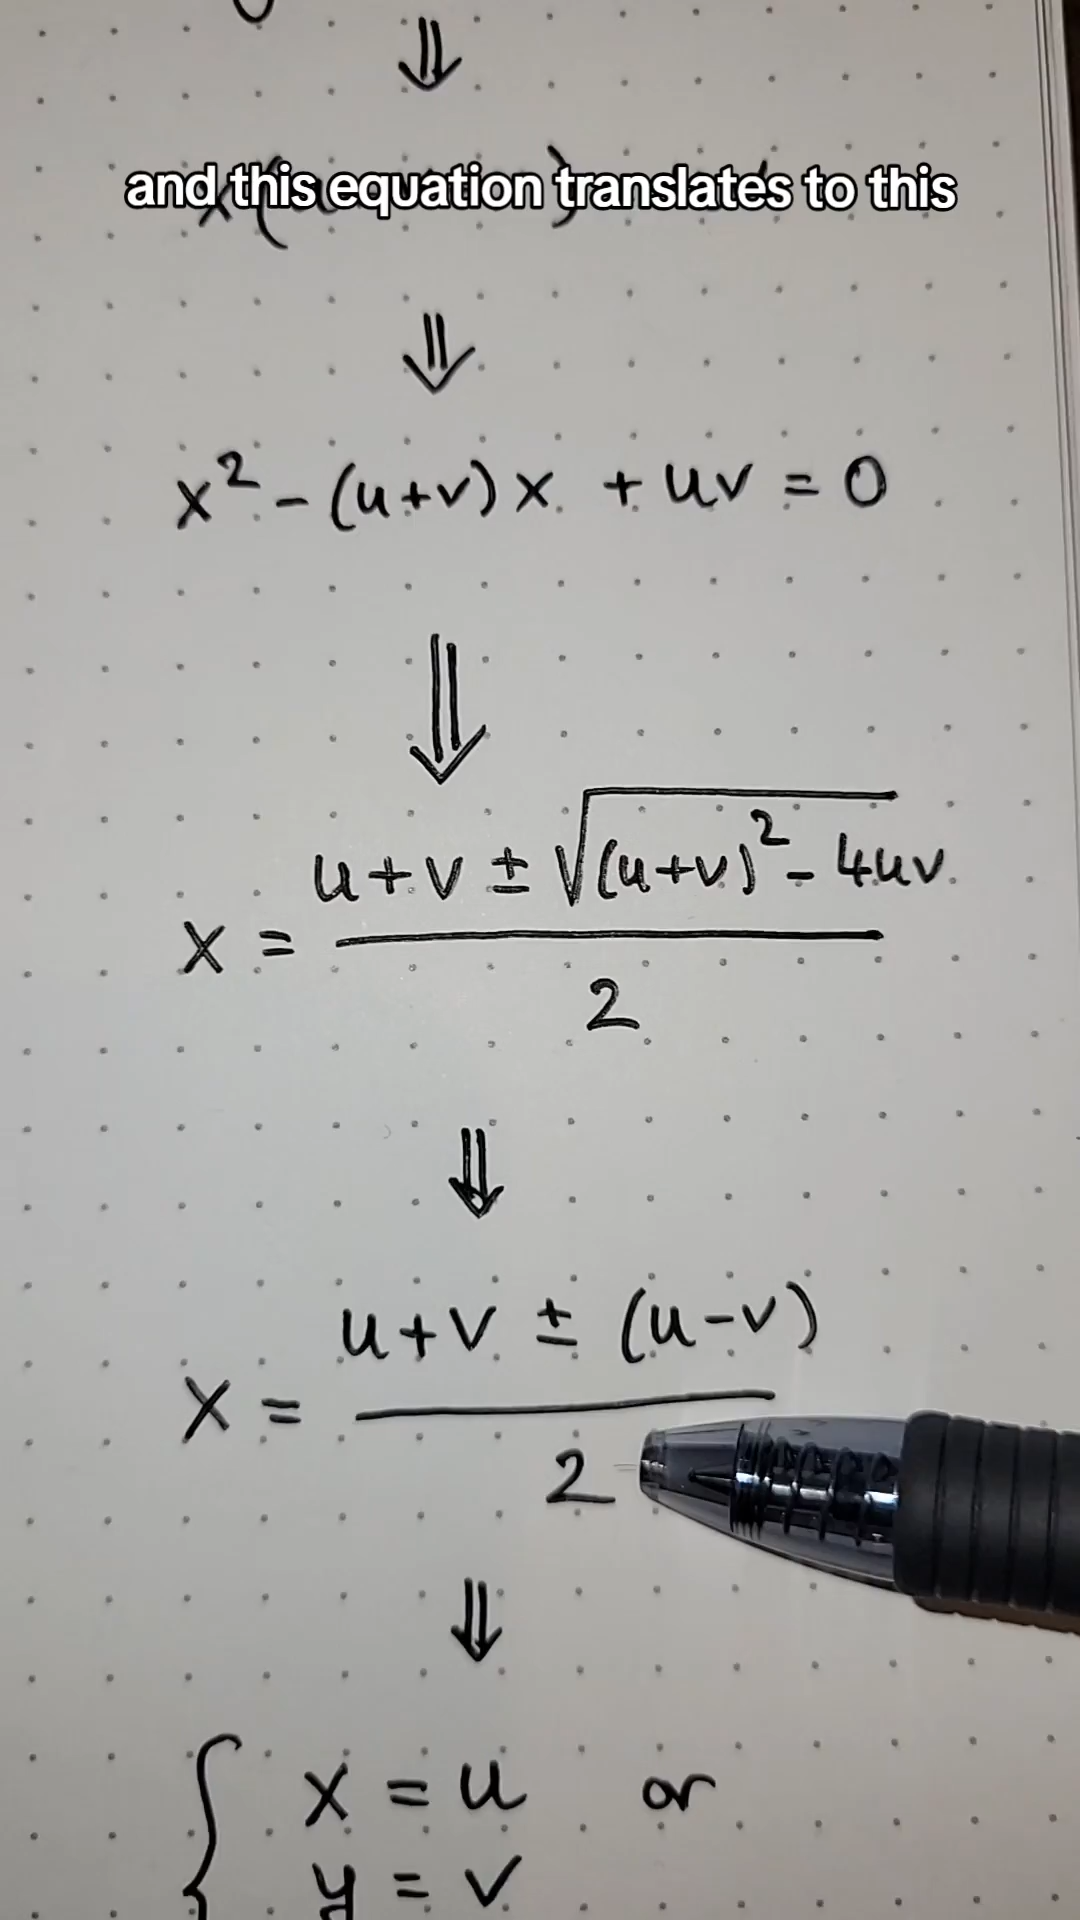 ⇓
and this equation translates to this
⇓
x² - (u+v)x + uv = 0
⇓
x = (u+v ± √((u+v)² - 4uv)) / 2
⇓
x = (u+v ± (u-v)) / 2
⇓
{ x = u or
y = v